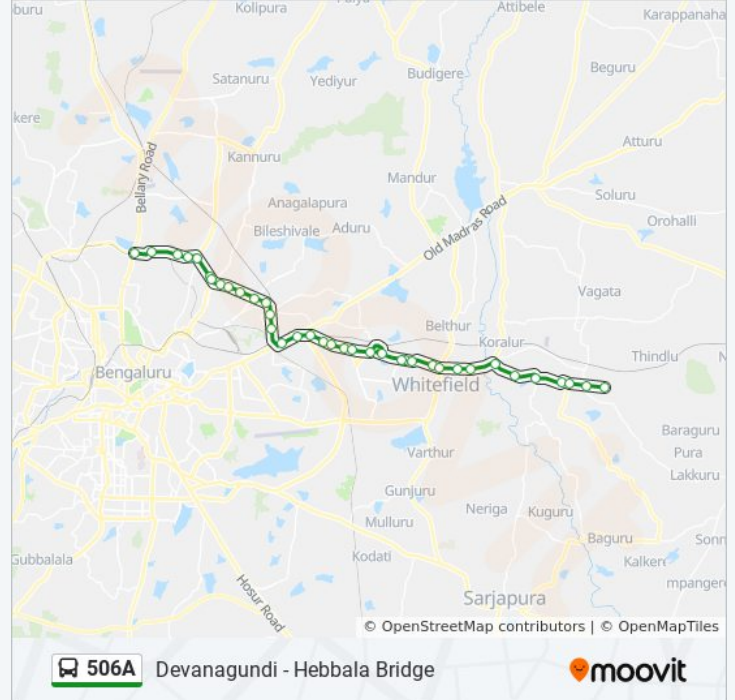 buru
Kolipura
Attibele
Karappanaha
Satanuru
Yediyur
Budigere
Beguru
kere
Kannuru
Atturu
Bellary Road
Mandur
Soluru
Anagalapura
Bileshivale
Aduru
Old Madras Road
Orohalli
Vagata
Belthur
Koralur
Thindlu
Bengaluru
Whitefield
Baraguru
Varthur
Pura
Lakkuru
Gunjuru
Neriga
Kuguru
Mulluru
Baguru
Sonn
Gubbalala
Kodati
Kalkere
mpangere
Hosur Road
Sarjapura
© OpenStreetMap contributors | © OpenMapTiles
506A Devanagundi - Hebbala Bridge
moovit